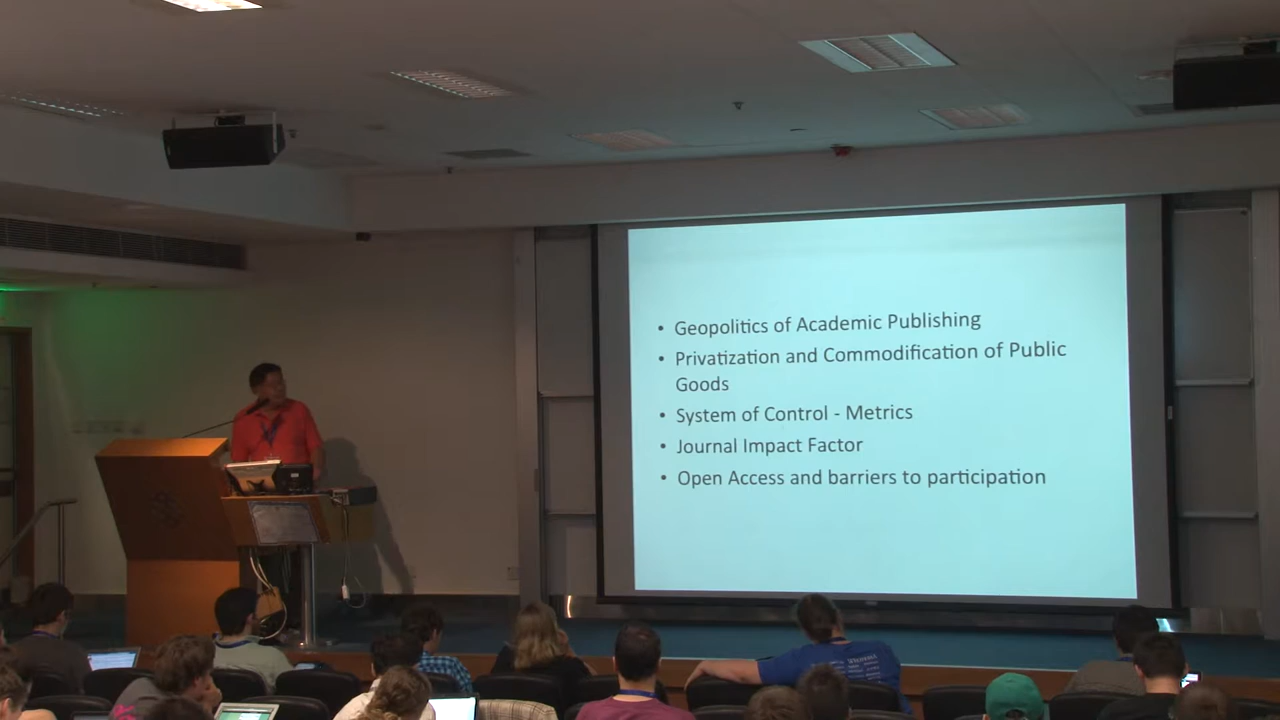 • Geopolitics of Academic Publishing
• Privatization and Commodification of Public
Goods
• System of Control - Metrics
• Journal Impact Factor
• Open Access and barriers to participation